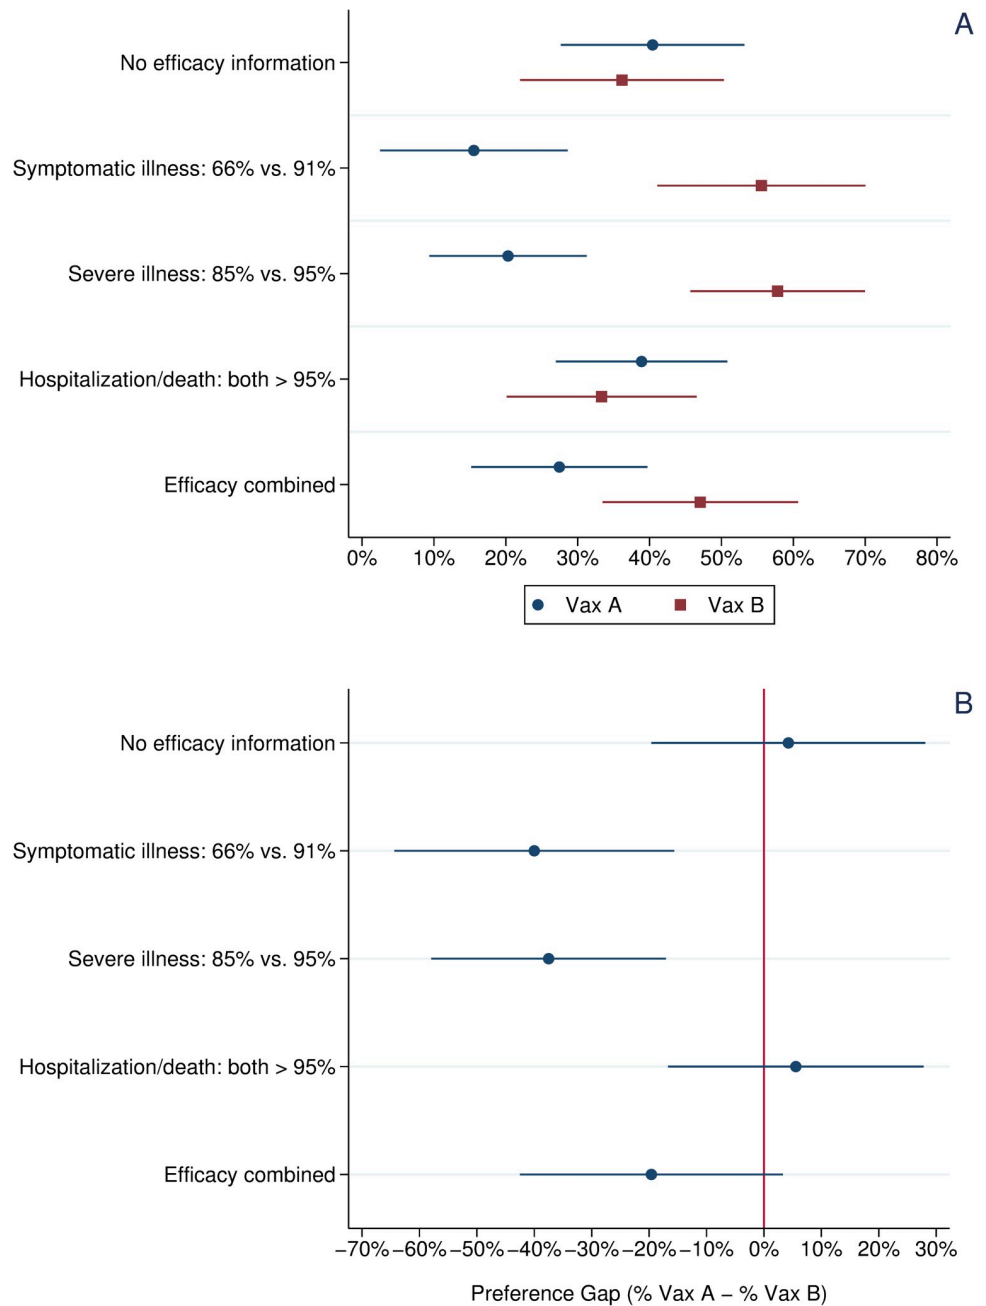 A
No efficacy information
Symptomatic illness: 66% vs. 91%
Severe illness: 85% vs. 95%
Hospitalization/death: both > 95%
Efficacy combined
0% 10% 20% 30% 40% 50% 60% 70% 80%
Vax A Vax B
B
No efficacy information
Symptomatic illness: 66% vs. 91%
Severe illness: 85% vs. 95%
Hospitalization/death: both > 95%
Efficacy combined
−70% −60% −50% −40% −30% −20% −10% 0% 10% 20% 30%
Preference Gap (% Vax A − % Vax B)